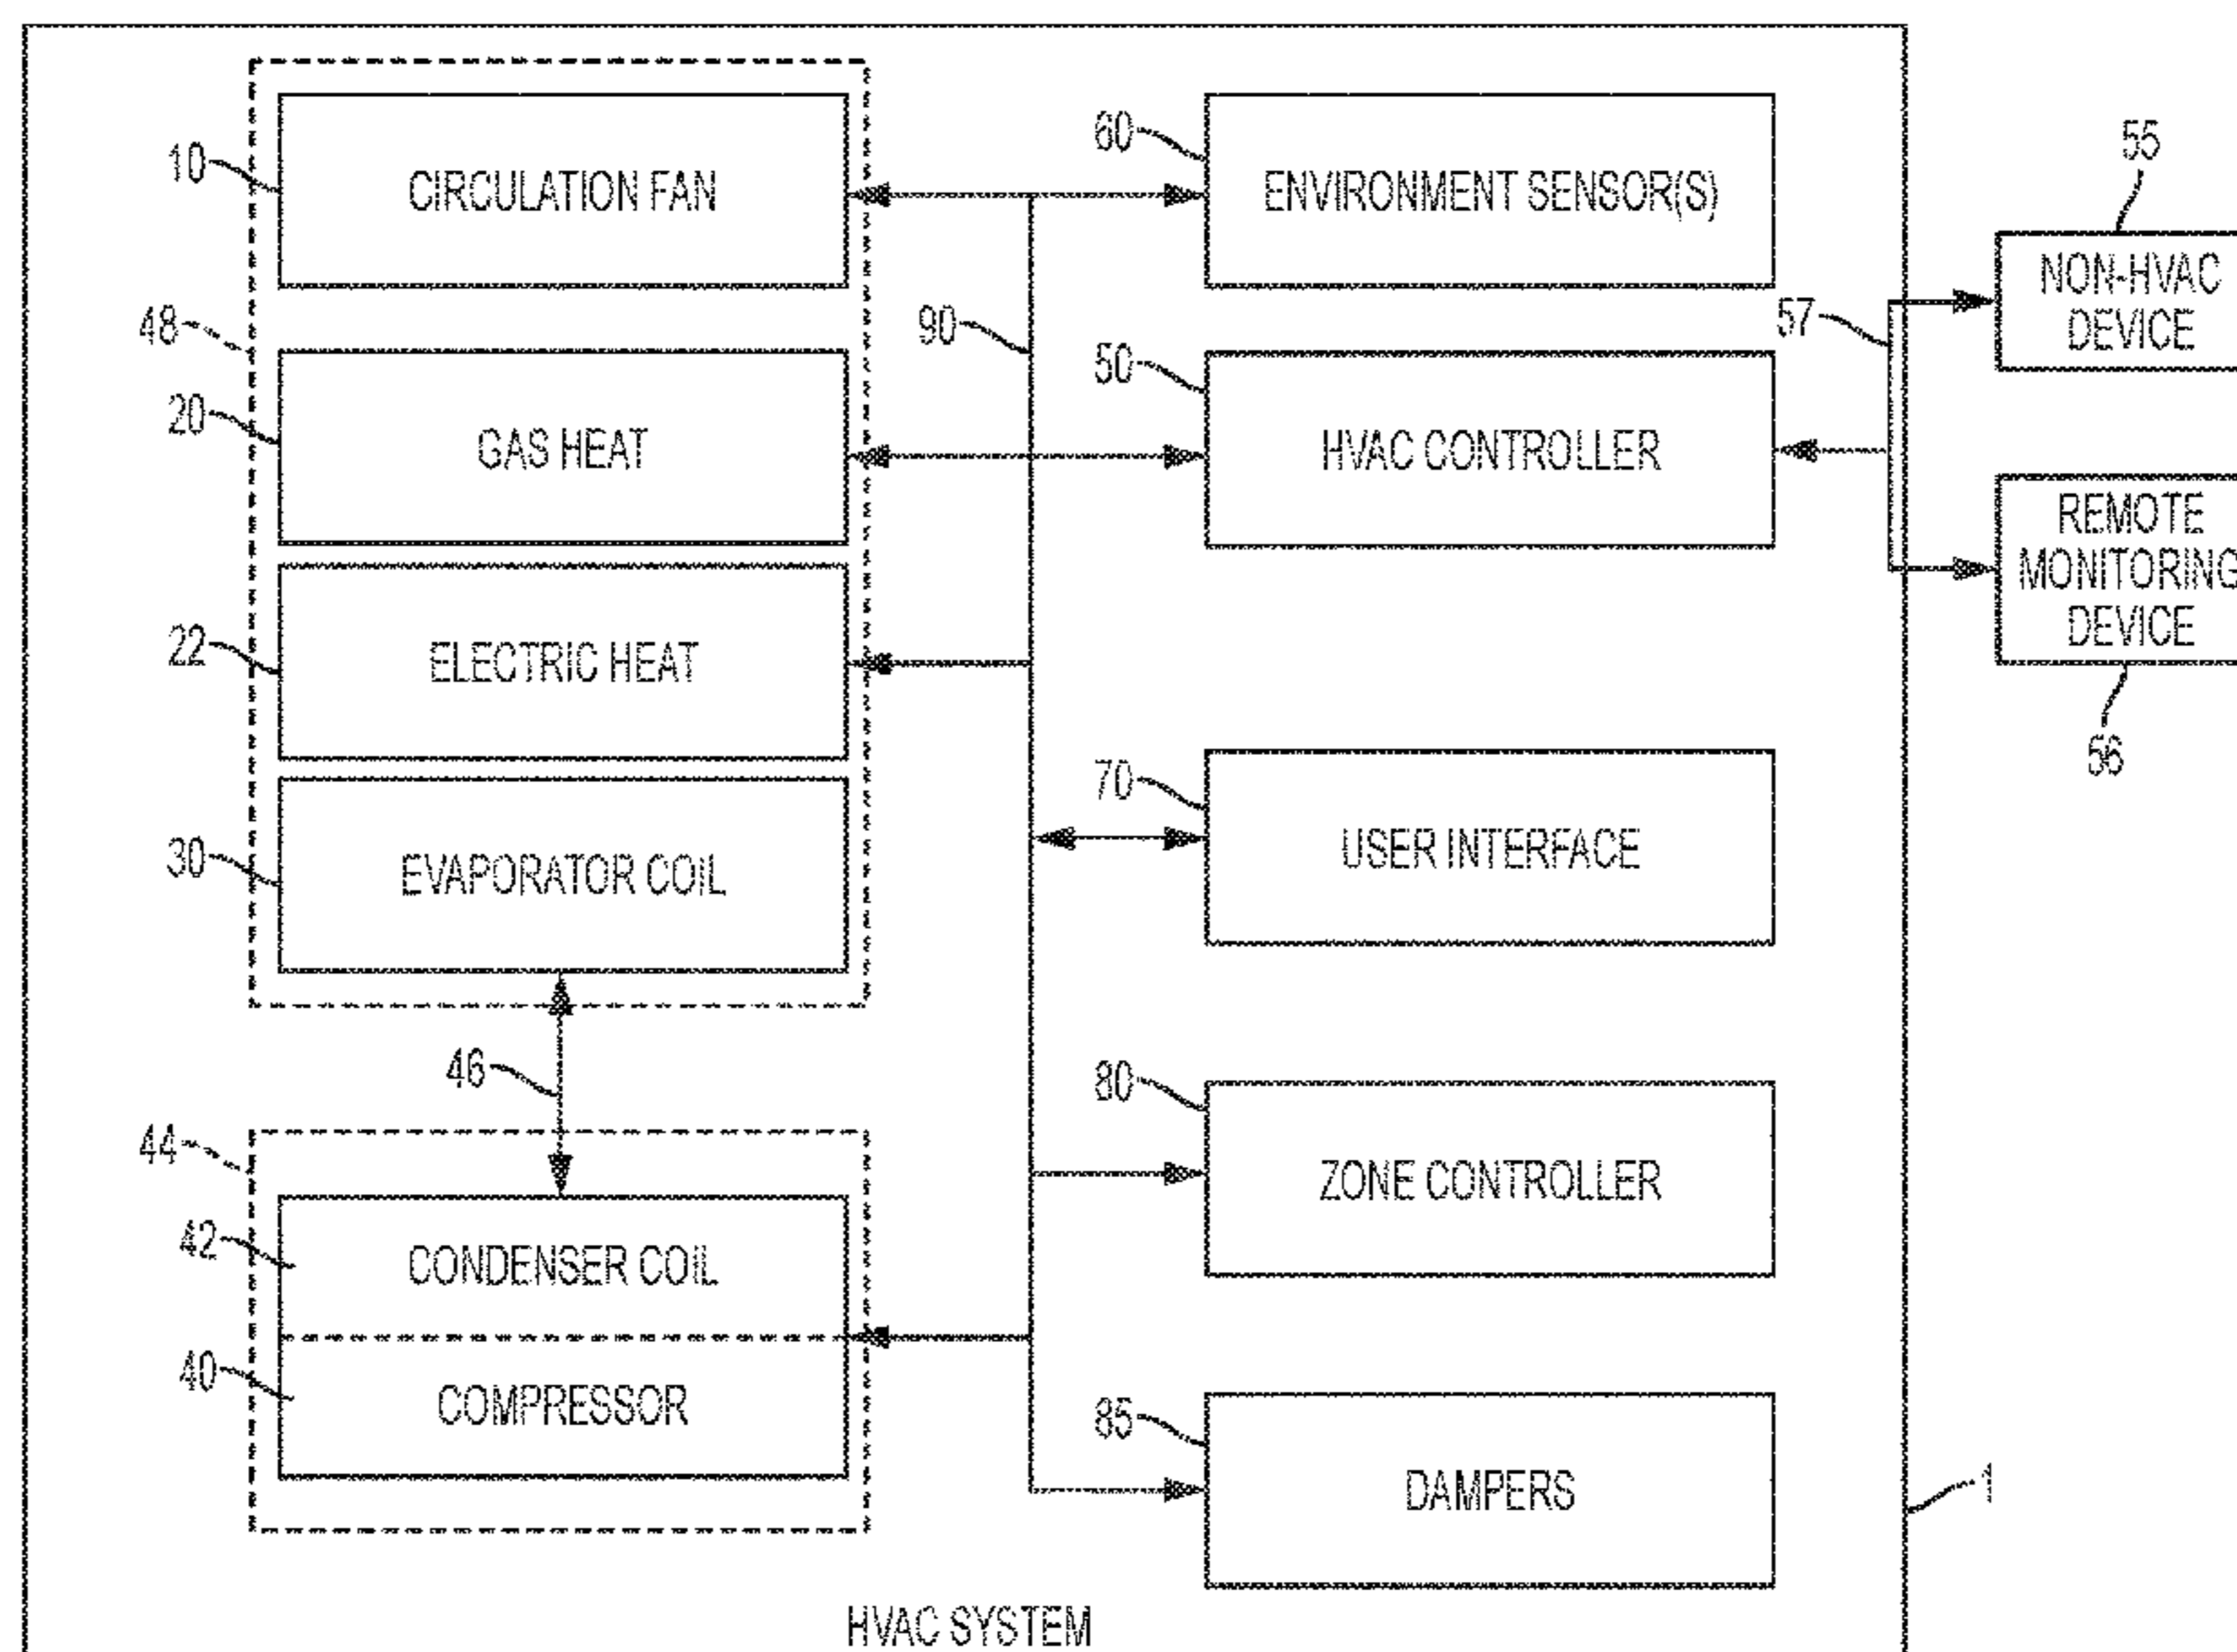 10
CIRCULATION FAN
60
ENVIRONMENT SENSOR(S)
55
NON-HVAC
DEVICE
48
20
GAS HEAT
90
50
HVAC CONTROLLER
57
REMOTE
MONITORING
DEVICE
56
22
ELECTRIC HEAT
30
EVAPORATOR COIL
70
USER INTERFACE
46
44
42
CONDENSER COIL
40
COMPRESSOR
80
ZONE CONTROLLER
85
DAMPERS
1
HVAC SYSTEM